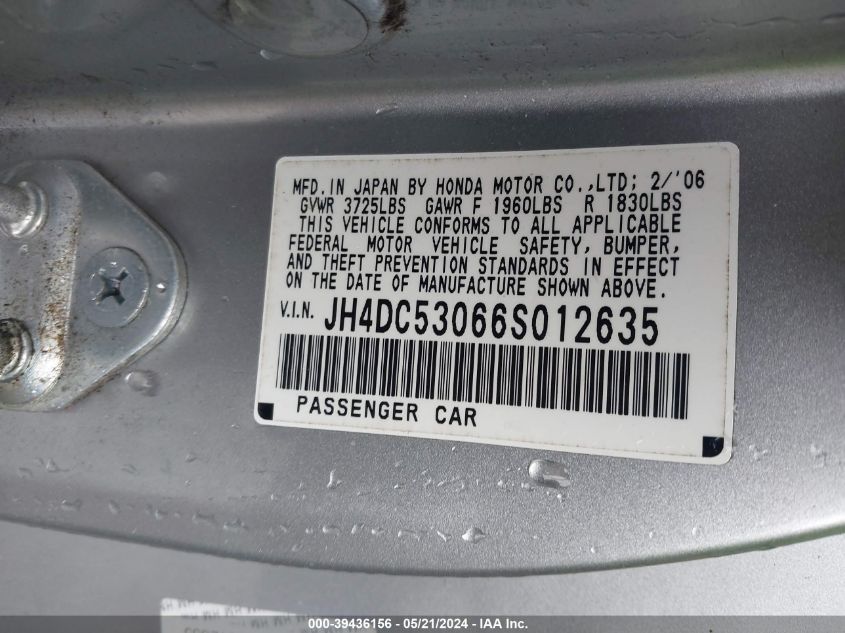 MFD. IN JAPAN BY HONDA MOTOR CO.,LTD; 2/'06
GVWR 3725LBS GAWR F 1960LBS R 1830LBS
THIS VEHICLE CONFORMS TO ALL APPLICABLE
FEDERAL MOTOR VEHICLE SAFETY, BUMPER,
AND THEFT PREVENTION STANDARDS IN EFFECT
ON THE DATE OF MANUFACTURE SHOWN ABOVE.
V.I.N. JH4DC53066S012635
PASSENGER CAR
000-39436156 - 05/21/2024 - IAA Inc.